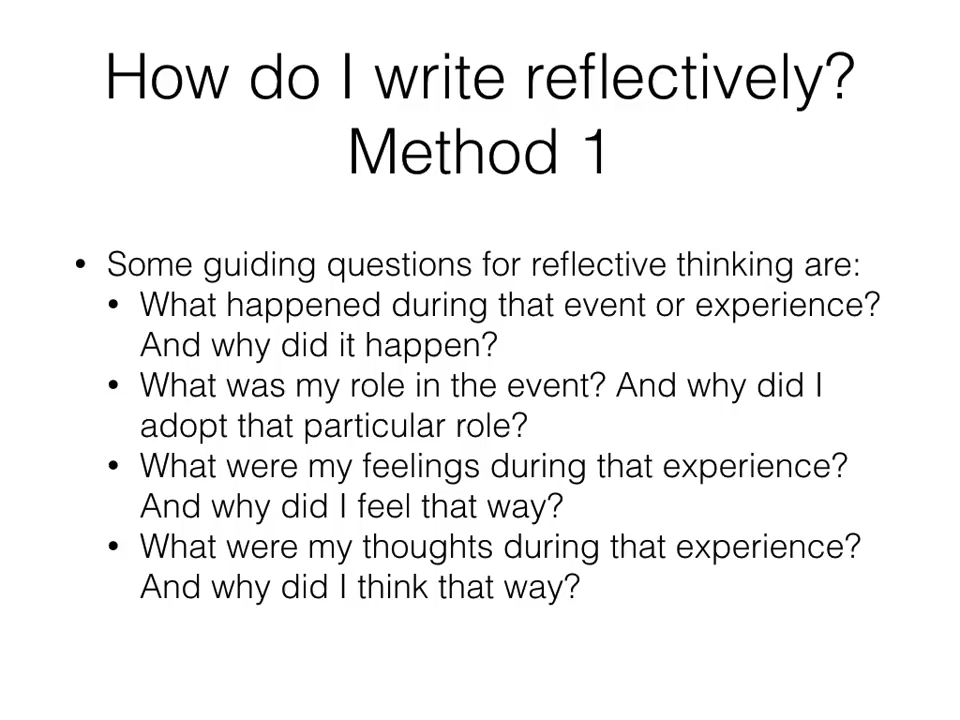 How do I write reflectively?
Method 1
• Some guiding questions for reflective thinking are:
• What happened during that event or experience?
And why did it happen?
• What was my role in the event? And why did I
adopt that particular role?
• What were my feelings during that experience?
And why did I feel that way?
• What were my thoughts during that experience?
And why did I think that way?